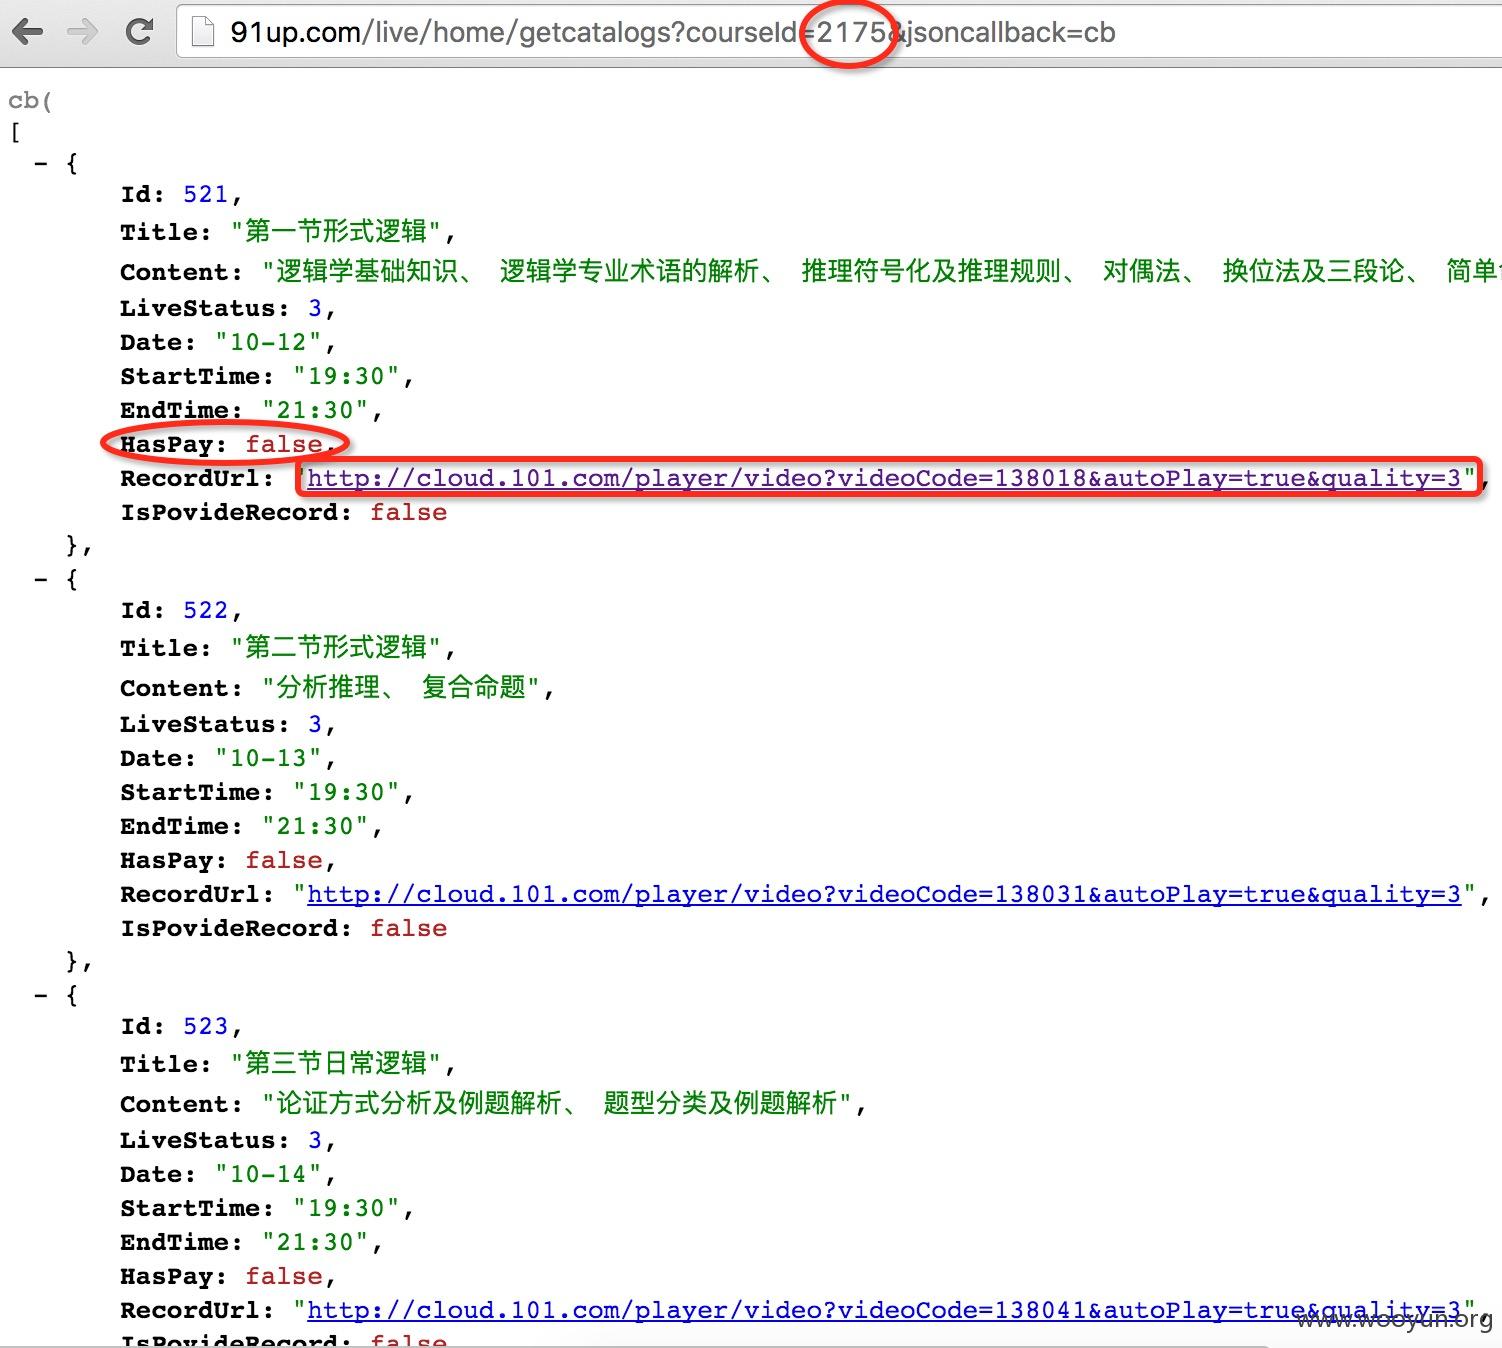 91up.com/live/home/getcatalogs?courseId=2175&jsoncallback=cb
cb(
[
- {
Id: 521,
Title: "第一节形式逻辑",
Content: "逻辑学基础知识、 逻辑学专业术语的解析、 推理符号化及推理规则、 对偶法、 换位法及三段论、 简单
LiveStatus: 3,
Date: "10-12",
StartTime: "19:30",
EndTime: "21:30",
HasPay: false,
RecordUrl: "http://cloud.101.com/player/video?videoCode=138018&autoPlay=true&quality=3",
IsPovideRecord: false
},
- {
Id: 522,
Title: "第二节形式逻辑",
Content: "分析推理、 复合命题",
LiveStatus: 3,
Date: "10-13",
StartTime: "19:30",
EndTime: "21:30",
HasPay: false,
RecordUrl: "http://cloud.101.com/player/video?videoCode=138031&autoPlay=true&quality=3",
IsPovideRecord: false
},
- {
Id: 523,
Title: "第三节日常逻辑",
Content: "论证方式分析及例题解析、 题型分类及例题解析",
LiveStatus: 3,
Date: "10-14",
StartTime: "19:30",
EndTime: "21:30",
HasPay: false,
RecordUrl: "http://cloud.101.com/player/video?videoCode=138041&autoPlay=true&quality=3",
www.wooyun.org
IsPovideRecord: false